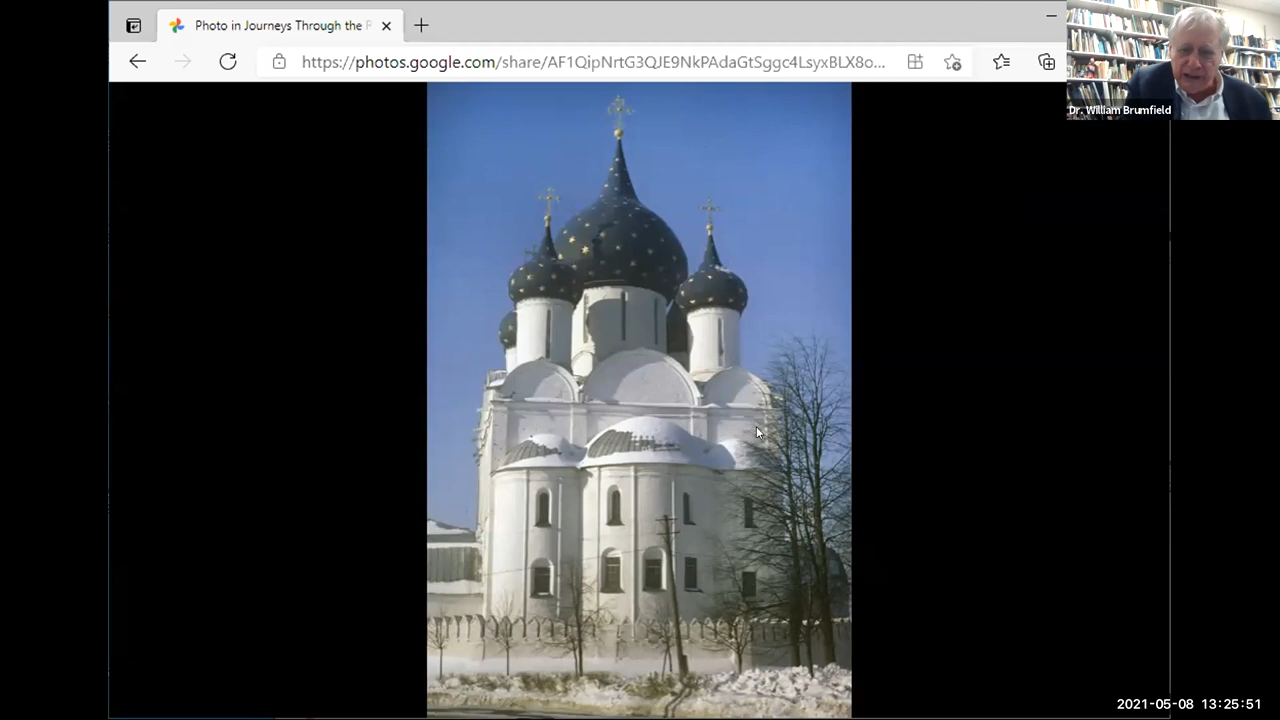 Photo in Journeys Through the R
https://photos.google.com/share/AF1QipNrtG3QJE9NkPAdaGtSggc4LsyxBLX8o...
Dr. William Brumfield
2021-05-08 13:25:51